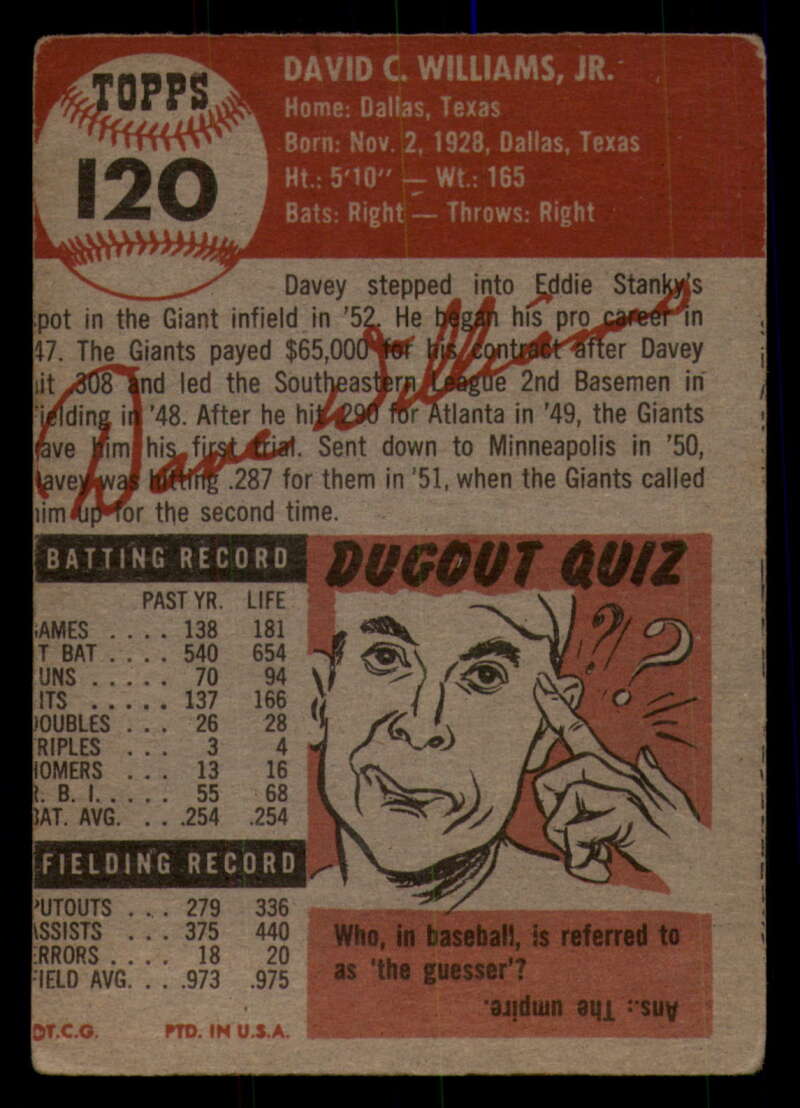 TOPPS
120
DAVID C. WILLIAMS, JR.
Home: Dallas, Texas
Born: Nov. 2, 1928, Dallas, Texas
Ht.: 5'10" — Wt.: 165
Bats: Right — Throws: Right
Davey stepped into Eddie Stanky's
pot in the Giant infield in '52. He began his pro career in
47. The Giants payed $65,000 for his contract after Davey
it .308 and led the Southeastern League 2nd Basemen in
ielding in '48. After he hit .290 for Atlanta in '49, the Giants
ave him his first trial. Sent down to Minneapolis in '50,
avey was hitting .287 for them in '51, when the Giants called
im up for the second time.
Dave Williams
BATTING RECORD
PAST YR. LIFE
AMES .... 138 181
T BAT .... 540 654
UNS ..... 70 94
ITS ..... 137 166
OUBLES ... 26 28
RIPLES ... 3 4
OMERS ... 13 16
. B. I. .... 55 68
AT. AVG. ... .254 .254
FIELDING RECORD
UTOUTS ... 279 336
SSISTS ... 375 440
RRORS .... 18 20
IELD AVG. ... .973 .975
T.C.G. PTD. IN U.S.A.
DUGOUT QUIZ
?!?
Who, in baseball, is referred to
as 'the guesser'?
Ans.: The umpire.